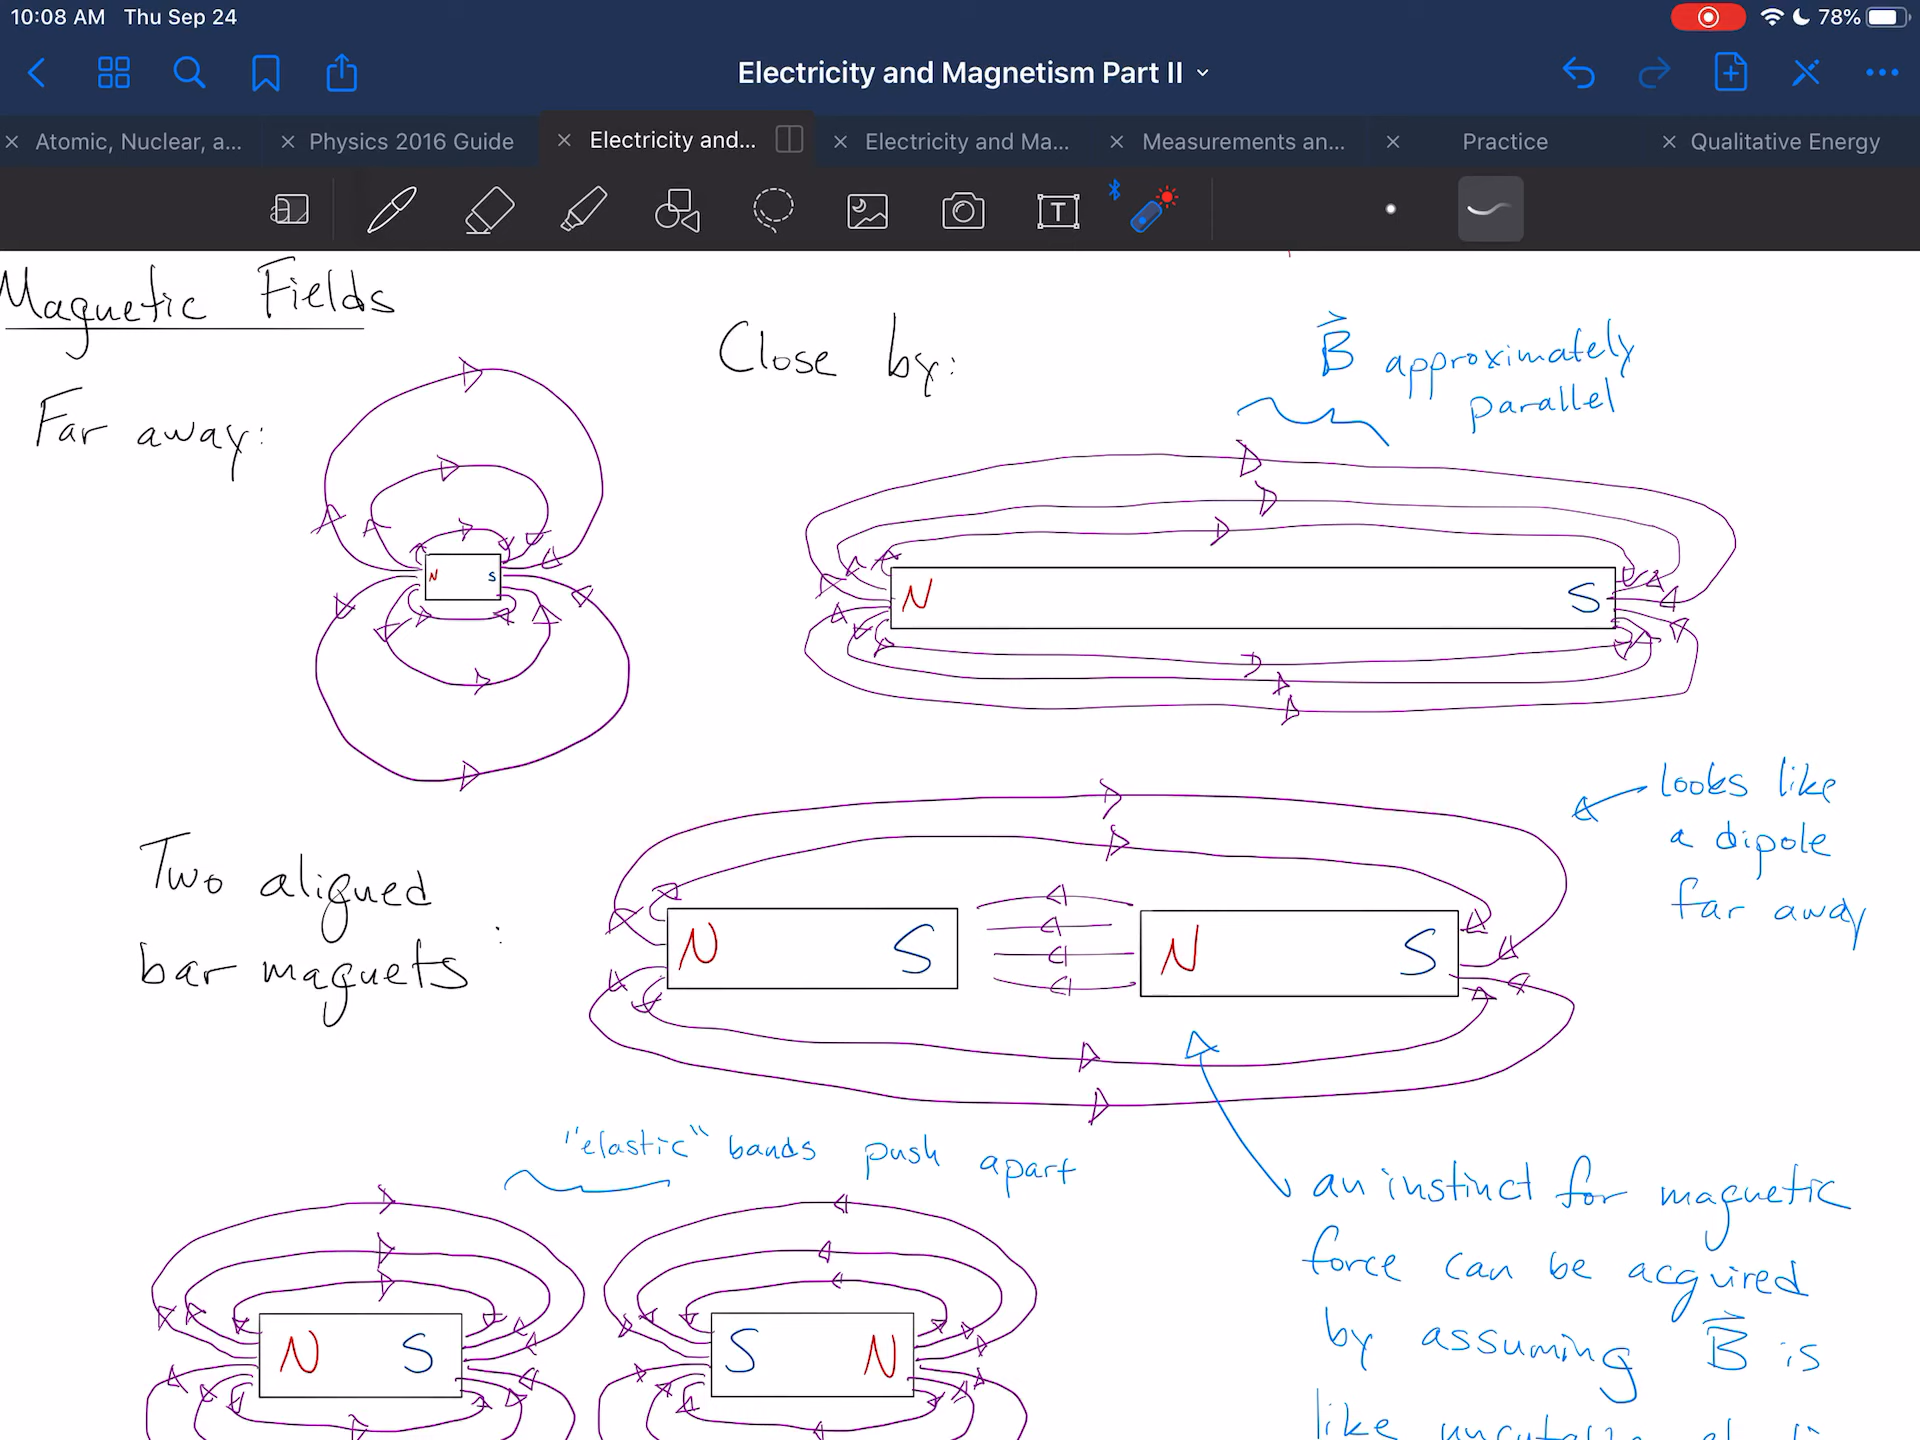 10:08 AM Thu Sep 24
78%
Electricity and Magnetism Part II
Atomic, Nuclear, a...
Physics 2016 Guide
Electricity and...
Electricity and Ma...
Measurements an...
Practice
Qualitative Energy
Magnetic Fields
Far away:
N S
Close by:
B approximately
parallel
N S
looks like
a dipole
far away
Two aligned
bar magnets :
N S
N S
"elastic" bands push apart
N S
S N
an instinct for magnetic
force can be acquired
by assuming B is
like